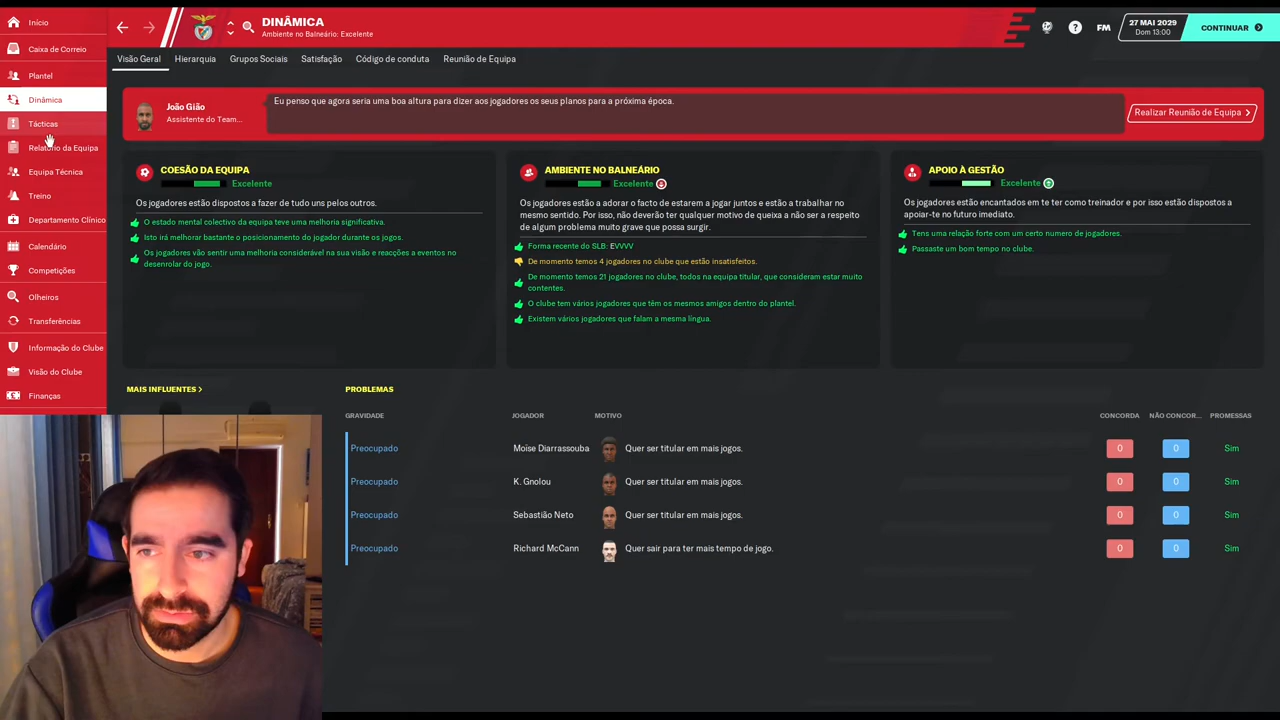 Início
Caixa de Correio
Plantel
Dinâmica
Tácticas
Relatório da Equipa
Equipa Técnica
Treino
Departamento Clínico
Calendário
Competições
Olheiros
Transferências
Informação do Clube
Visão do Clube
Finanças
DINÂMICA
Ambiente no Balneário: Excelente
?
FM
27 MAI 2029
Dom 13:00
CONTINUAR
Visão Geral Hierarquia Grupos Sociais Satisfação Código de conduta Reunião de Equipa
João Gião
Assistente do Team...
Eu penso que agora seria uma boa altura para dizer aos jogadores os seus planos para a próxima época.
Realizar Reunião de Equipa
COESÃO DA EQUIPA
Excelente
Os jogadores estão dispostos a fazer de tudo uns pelos outros.
O estado mental colectivo da equipa teve uma melhoria significativa.
Isto irá melhorar bastante o posicionamento do jogador durante os jogos.
Os jogadores vão sentir uma melhoria considerável na sua visão e reacções a eventos no
desenrolar do jogo.
AMBIENTE NO BALNEÁRIO
Excelente
Os jogadores estão a adorar o facto de estarem a jogar juntos e estão a trabalhar no
mesmo sentido. Por isso, não deverão ter qualquer motivo de queixa a não ser a respeito
de algum problema muito grave que possa surgir.
Forma recente do SLB: EVVVV
De momento temos 4 jogadores no clube que estão insatisfeitos.
De momento temos 21 jogadores no clube, todos na equipa titular, que consideram estar muito
contentes.
O clube tem vários jogadores que têm os mesmos amigos dentro do plantel.
Existem vários jogadores que falam a mesma língua.
APOIO À GESTÃO
Excelente
Os jogadores estão encantados em te ter como treinador e por isso estão dispostos a
apoiar-te no futuro imediato.
Tens uma relação forte com um certo numero de jogadores.
Passaste um bom tempo no clube.
MAIS INFLUENTES
PROBLEMAS
GRAVIDADE JOGADOR MOTIVO CONCORDA NÃO CONCOR... PROMESSAS
Preocupado Moise Diarrassouba Quer ser titular em mais jogos. 0 0 Sim
Preocupado K. Gnolou Quer ser titular em mais jogos. 0 0 Sim
Preocupado Sebastião Neto Quer ser titular em mais jogos. 0 0 Sim
Preocupado Richard McCann Quer sair para ter mais tempo de jogo. 0 0 Sim